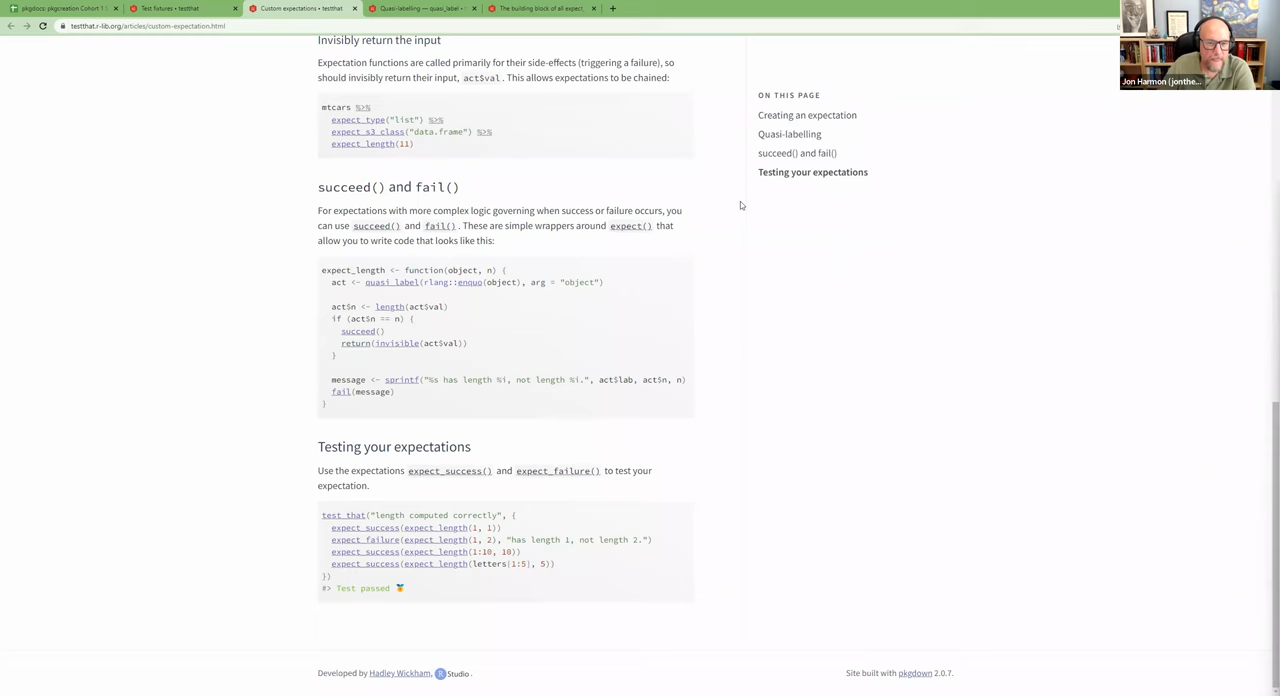 pkgdocs: pkgcreation Cohort 1
Test fixtures • testthat
Custom expectations • testthat
Quasi-labelling — quasi_label •
The building block of all expect_
testthat.r-lib.org/articles/custom-expectation.html
Jon Harmon (jonthe...
Invisibly return the input
Expectation functions are called primarily for their side-effects (triggering a failure), so
should invisibly return their input, act$val. This allows expectations to be chained:
mtcars %>%
expect_type("list") %>%
expect_s3_class("data.frame") %>%
expect_length(11)
succeed() and fail()
For expectations with more complex logic governing when success or failure occurs, you
can use succeed() and fail(). These are simple wrappers around expect() that
allow you to write code that looks like this:
expect_length <- function(object, n) {
act <- quasi_label(rlang::enquo(object), arg = "object")
act$n <- length(act$val)
if (act$n == n) {
succeed()
return(invisible(act$val))
}
message <- sprintf("%s has length %i, not length %i.", act$lab, act$n, n)
fail(message)
}
Testing your expectations
Use the expectations expect_success() and expect_failure() to test your
expectation.
test_that("length computed correctly", {
expect_success(expect_length(1, 1))
expect_failure(expect_length(1, 2), "has length 1, not length 2.")
expect_success(expect_length(1:10, 10))
expect_success(expect_length(letters[1:5], 5))
})
#> Test passed
ON THIS PAGE
Creating an expectation
Quasi-labelling
succeed() and fail()
Testing your expectations
Developed by Hadley Wickham, R Studio.
Site built with pkgdown 2.0.7.